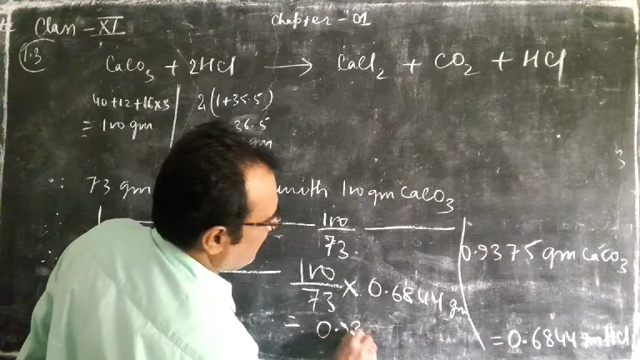 Class - XI
Chapter - 01
1.3
CaCO3 + 2HCl → CaCl2 + CO2 + HCl
40+12+16×3
= 100 gm
2(1+35.5)
36.5
gm
∴ 73 gm with 100 gm CaCO3
100/73
100/73 × 0.6844 gm
= 0.93
0.9375 gm CaCO3
= 0.6844 gm HCl